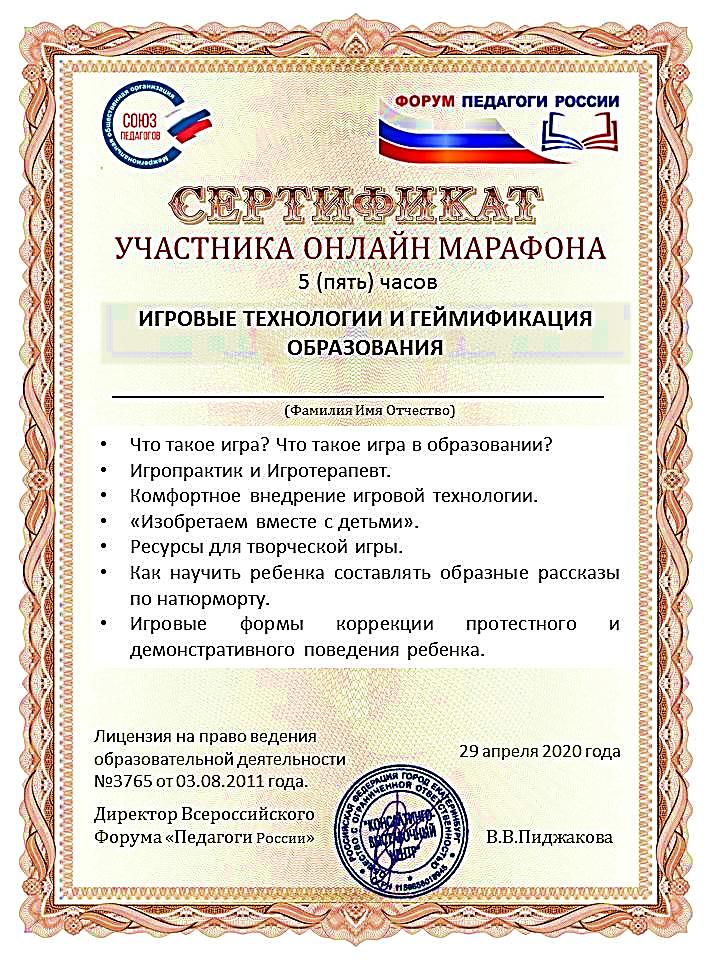 Межрегиональная общественная организация
СОЮЗ
ПЕДАГОГОВ
ФОРУМ ПЕДАГОГИ РОССИИ
СЕРТИФИКАТ
УЧАСТНИКА ОНЛАЙН МАРАФОНА
5 (пять) часов
ИГРОВЫЕ ТЕХНОЛОГИИ И ГЕЙМИФИКАЦИЯ
ОБРАЗОВАНИЯ
(Фамилия Имя Отчество)
• Что такое игра? Что такое игра в образовании?
• Игропрактик и Игротерапевт.
• Комфортное внедрение игровой технологии.
• «Изобретаем вместе с детьми».
• Ресурсы для творческой игры.
• Как научить ребенка составлять образные рассказы
по натюрморту.
• Игровые формы коррекции протестного и
демонстративного поведения ребенка.
Лицензия на право ведения
образовательной деятельности
№3765 от 03.08.2011 года.
29 апреля 2020 года
Директор Всероссийского
Форума «Педагоги России»
В.В.Пиджакова
РОССИЙСКАЯ ФЕДЕРАЦИЯ ГОРОД ЕКАТЕРИНБУРГ
ОГРАНИЧЕННОЙ ОТВЕТСТВЕННОСТЬЮ
"КОНСАЛТИНГО-
ВЫСТАВОЧНЫЙ
ЦЕНТР"